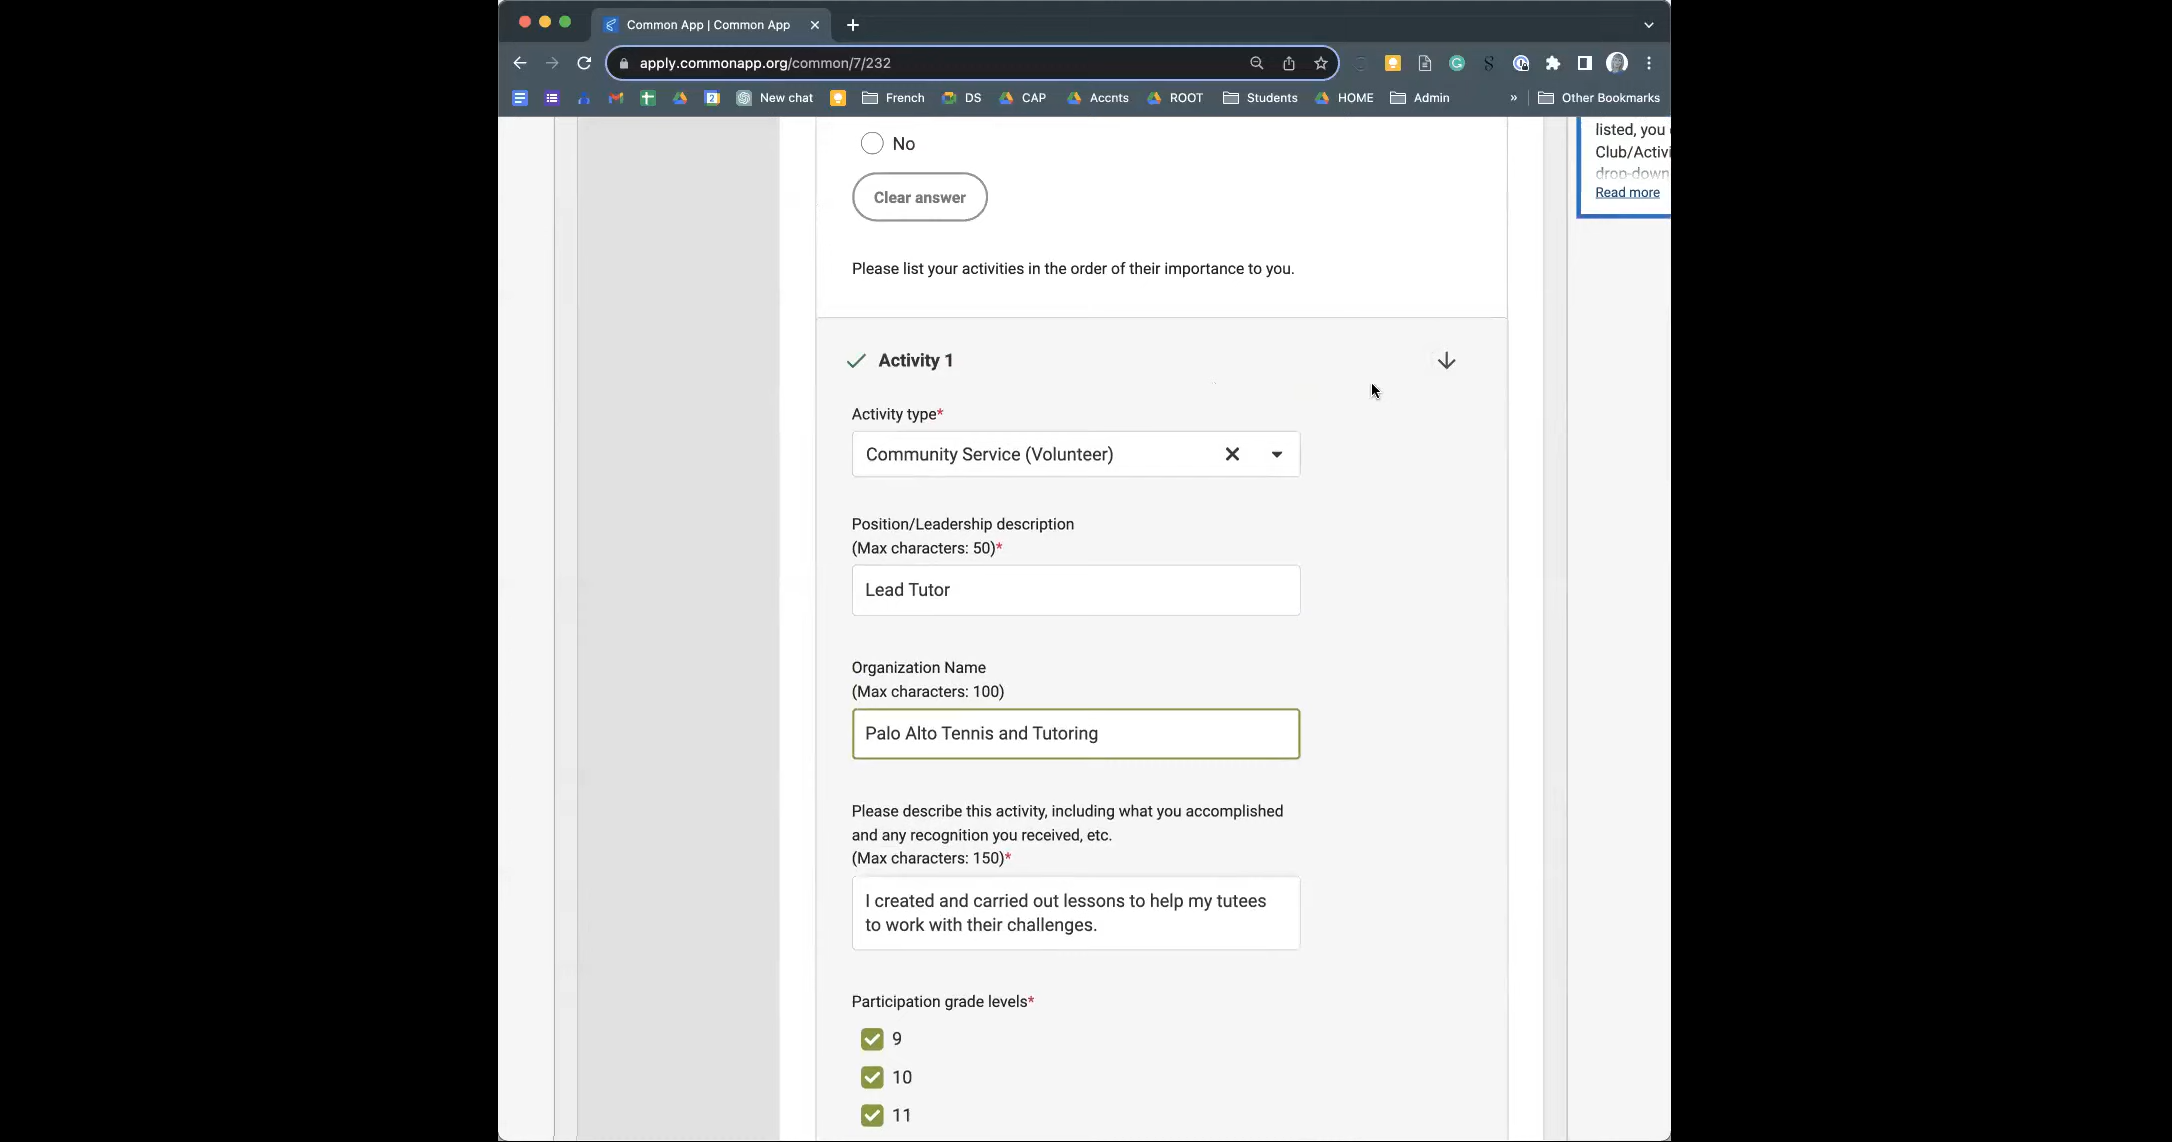 Common App | Common App
apply.commonapp.org/common/7/232
New chat French DS CAP Accnts ROOT Students HOME Admin » Other Bookmarks
No
Clear answer
listed, you
Club/Activi
drop-down
Read more
Please list your activities in the order of their importance to you.
Activity 1
Activity type*
Community Service (Volunteer)
Position/Leadership description
(Max characters: 50)*
Lead Tutor
Organization Name
(Max characters: 100)
Palo Alto Tennis and Tutoring
Please describe this activity, including what you accomplished
and any recognition you received, etc.
(Max characters: 150)*
I created and carried out lessons to help my tutees
to work with their challenges.
Participation grade levels*
9
10
11